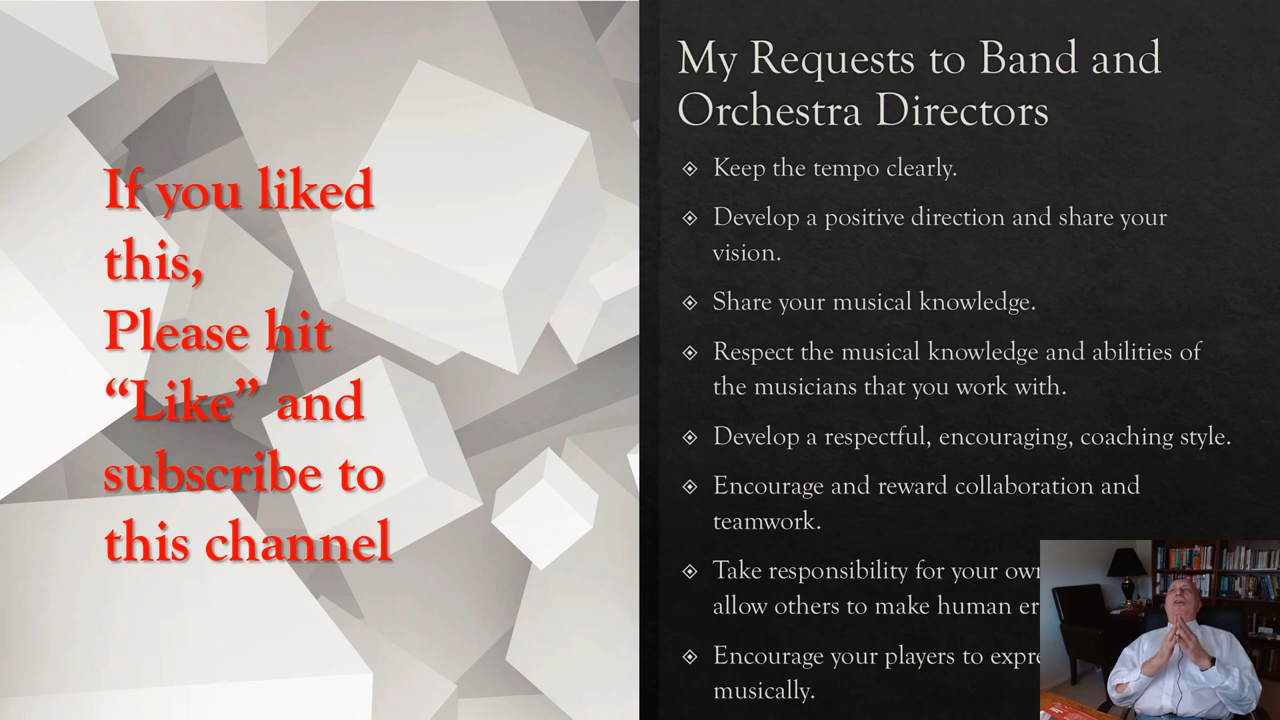 If you liked
this,
Please hit
“Like” and
subscribe to
this channel
My Requests to Band and
Orchestra Directors
Keep the tempo clearly.
Develop a positive direction and share your
vision.
Share your musical knowledge.
Respect the musical knowledge and abilities of
the musicians that you work with.
Develop a respectful, encouraging, coaching style.
Encourage and reward collaboration and
teamwork.
Take responsibility for your
allow others to make human
Encourage your players to
musically.